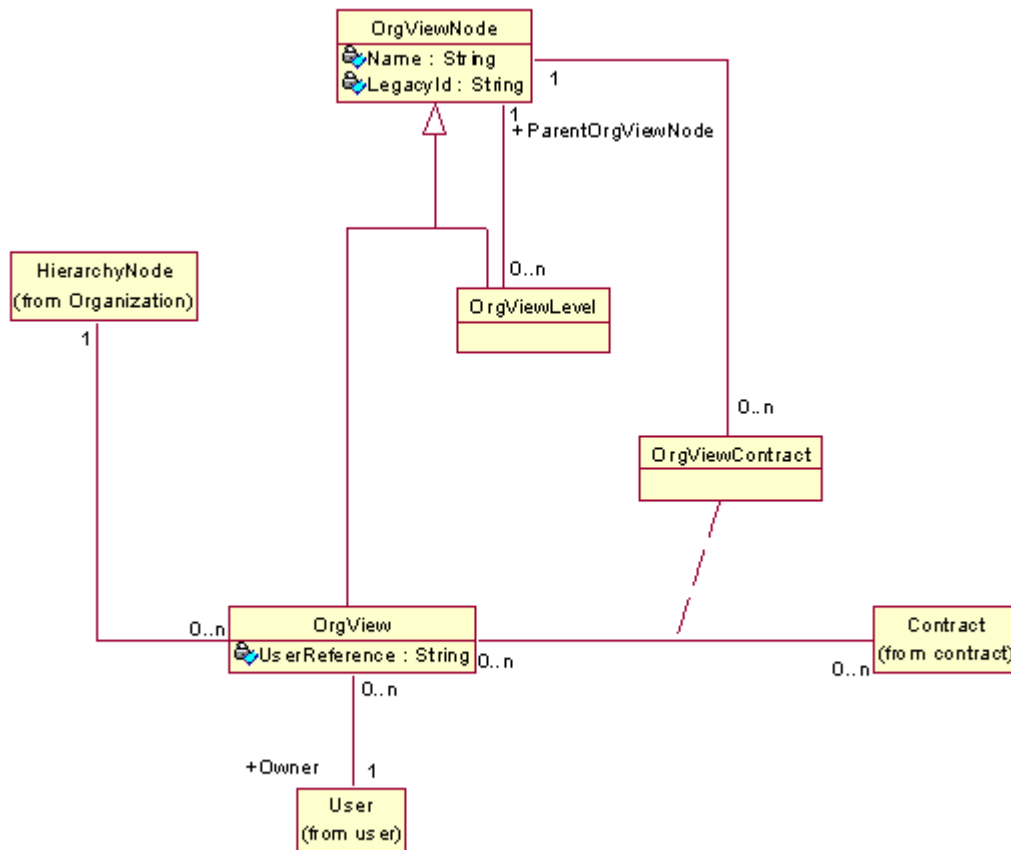 OrgViewNode
Name : String
LegacyId : String
1
1
+ParentOrgViewNode
HierarchyNode
(from Organization)
1
0..n
OrgViewLevel
0..n
OrgViewContract
0..n
OrgView
UserReference : String
0..n
0..n
Contract
(from contract)
0..n
+Owner
1
User
(from user)